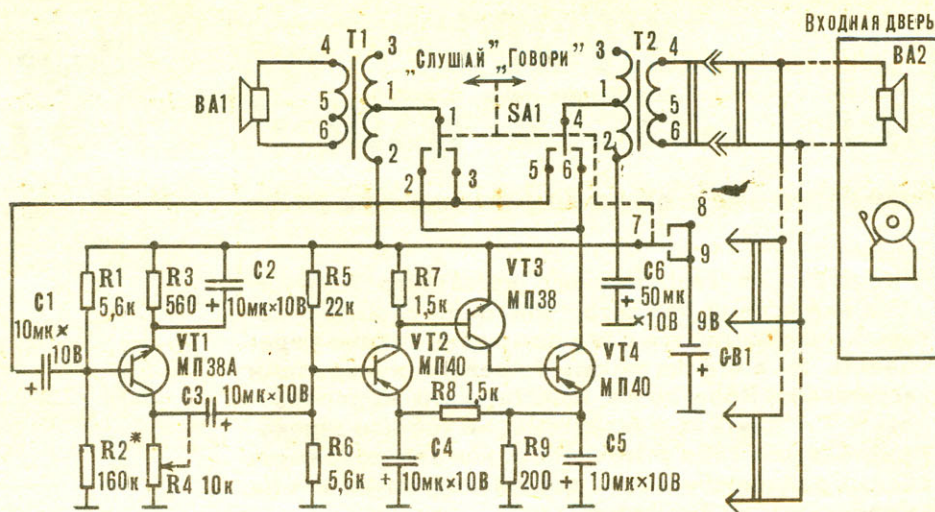 ВХОДНАЯ ДВЕРЬ
4 T1 3
„Слушай" „Говори"
3 T2 4
BA2
BA1
5
6
1
2
1
SA1
4
1
2
5
6
2
3
5 6
7
8
9
R1
5,6к
R3
560
C2
10мк×10В
R5
22к
R7
1,5к
VT3
МП38
C6
50мк
×10В
9В
GB1
C1
10мк×
10В
VT1
МП38А
VT2
МП40
VT4
МП40
C3
10мк×10В
R8 1,5к
R2*
160к
R4 10к
R6
5,6к
C4
10мк×10В
R9
200
C5
10мк×10В